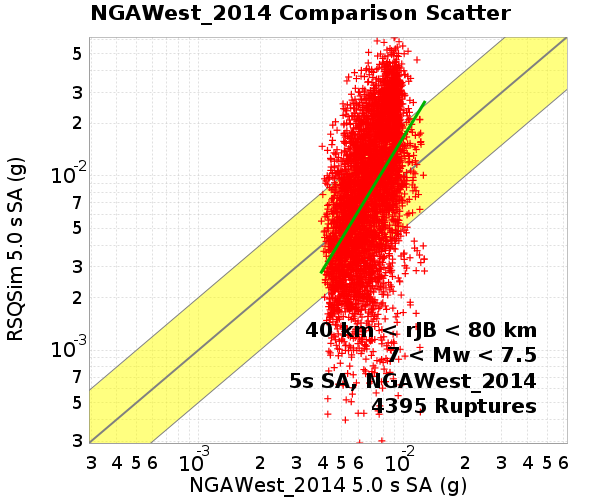 NGAWest_2014 Comparison Scatter
RSQSim 5.0 s SA (g)
5
3
2
10-2
7
5
3
2
10-3
7
5
3
40 km < rJB < 80 km
7 < Mw < 7.5
5s SA, NGAWest_2014
4395 Ruptures
3 4 5 6 10-3 2 3 4 5 6 10-2 2 3 4 5 6
NGAWest_2014 5.0 s SA (g)